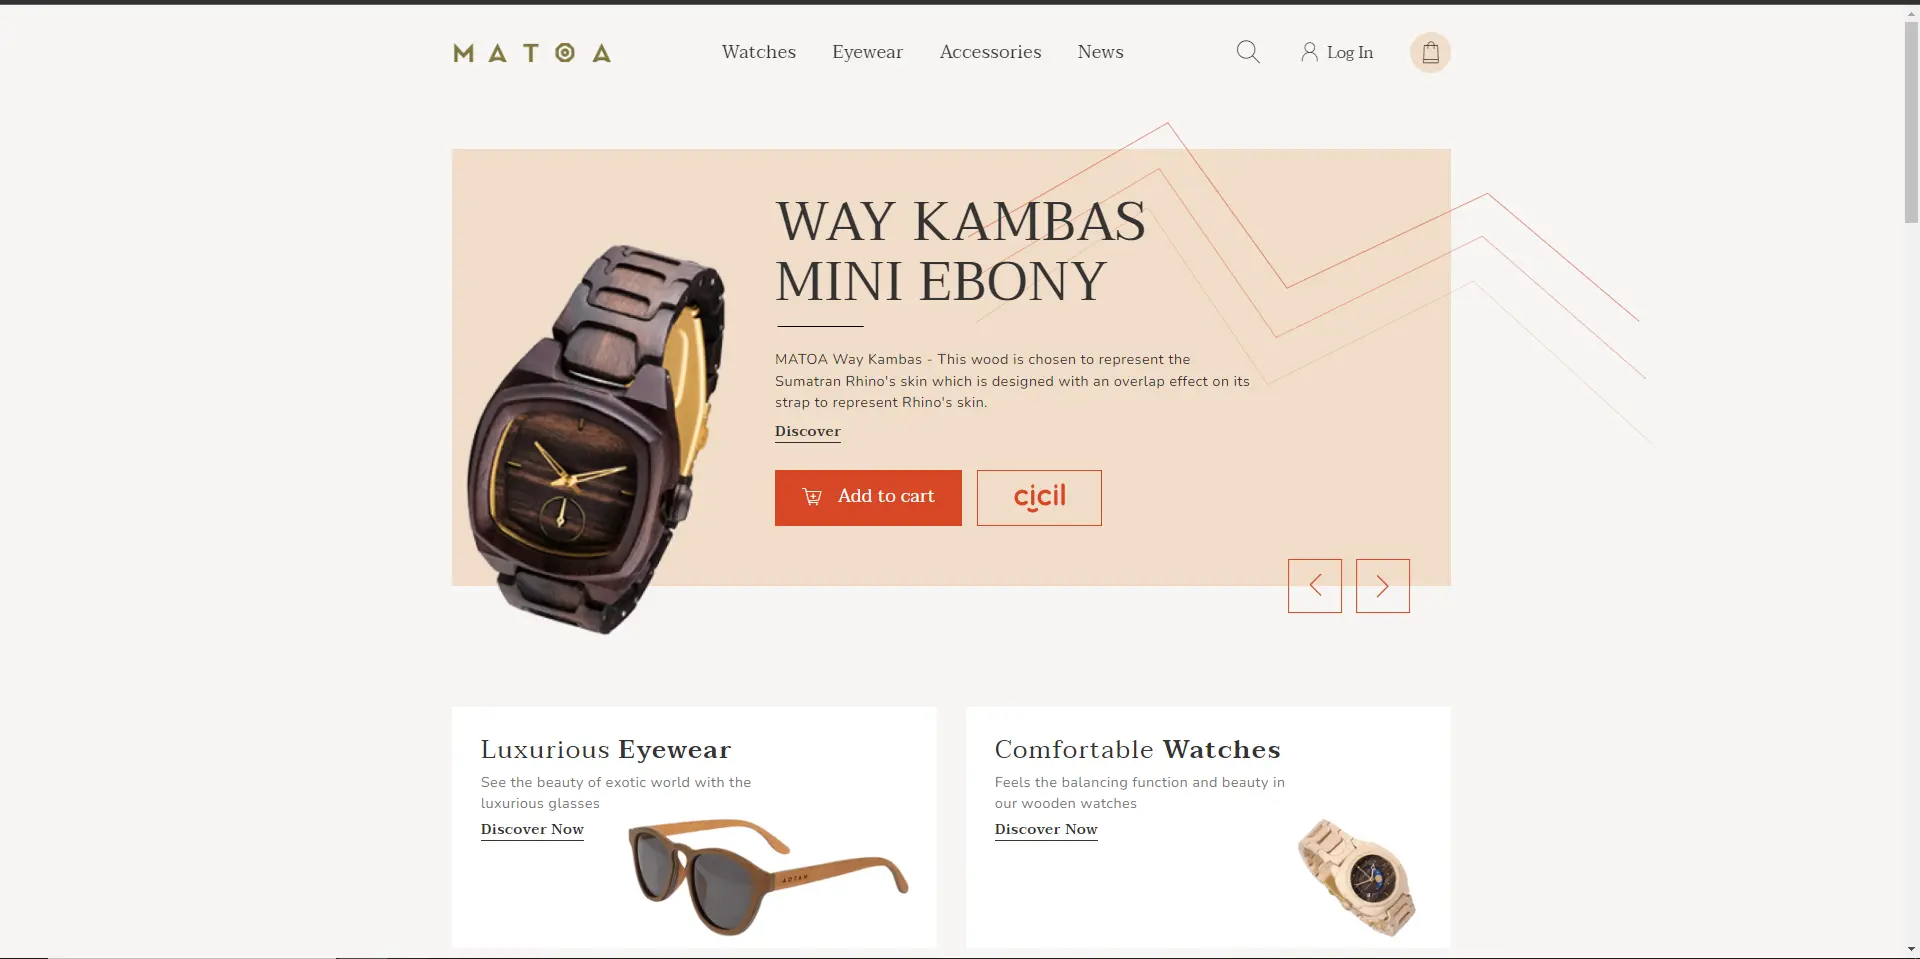 MATOA
Watches
Eyewear
Accessories
News
Log In
WAY KAMBAS
MINI EBONY
MATOA Way Kambas - This wood is chosen to represent the
Sumatran Rhino's skin which is designed with an overlap effect on its
strap to represent Rhino's skin.
Discover
Add to cart
cicil
Luxurious Eyewear
See the beauty of exotic world with the
luxurious glasses
Discover Now
Comfortable Watches
Feels the balancing function and beauty in
our wooden watches
Discover Now